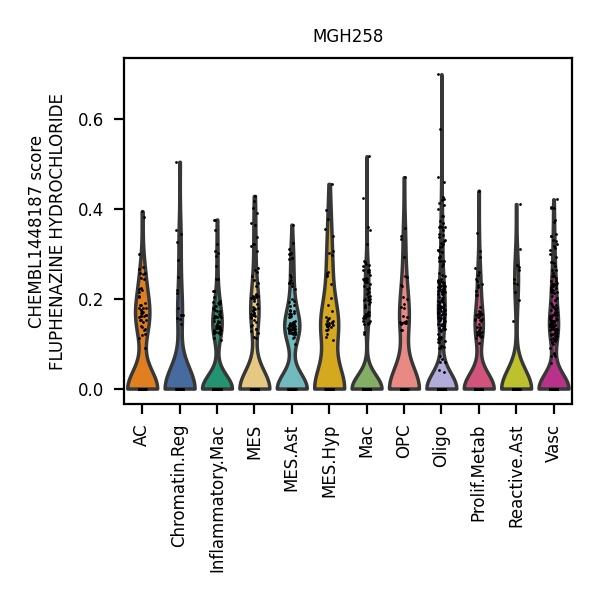 MGH258
CHEMBL1448187 score
FLUPHENAZINE HYDROCHLORIDE
0.6
0.4
0.2
0.0
AC
Chromatin.Reg
Inflammatory.Mac
MES
MES.Ast
MES.Hyp
Mac
OPC
Oligo
Prolif.Metab
Reactive.Ast
Vasc